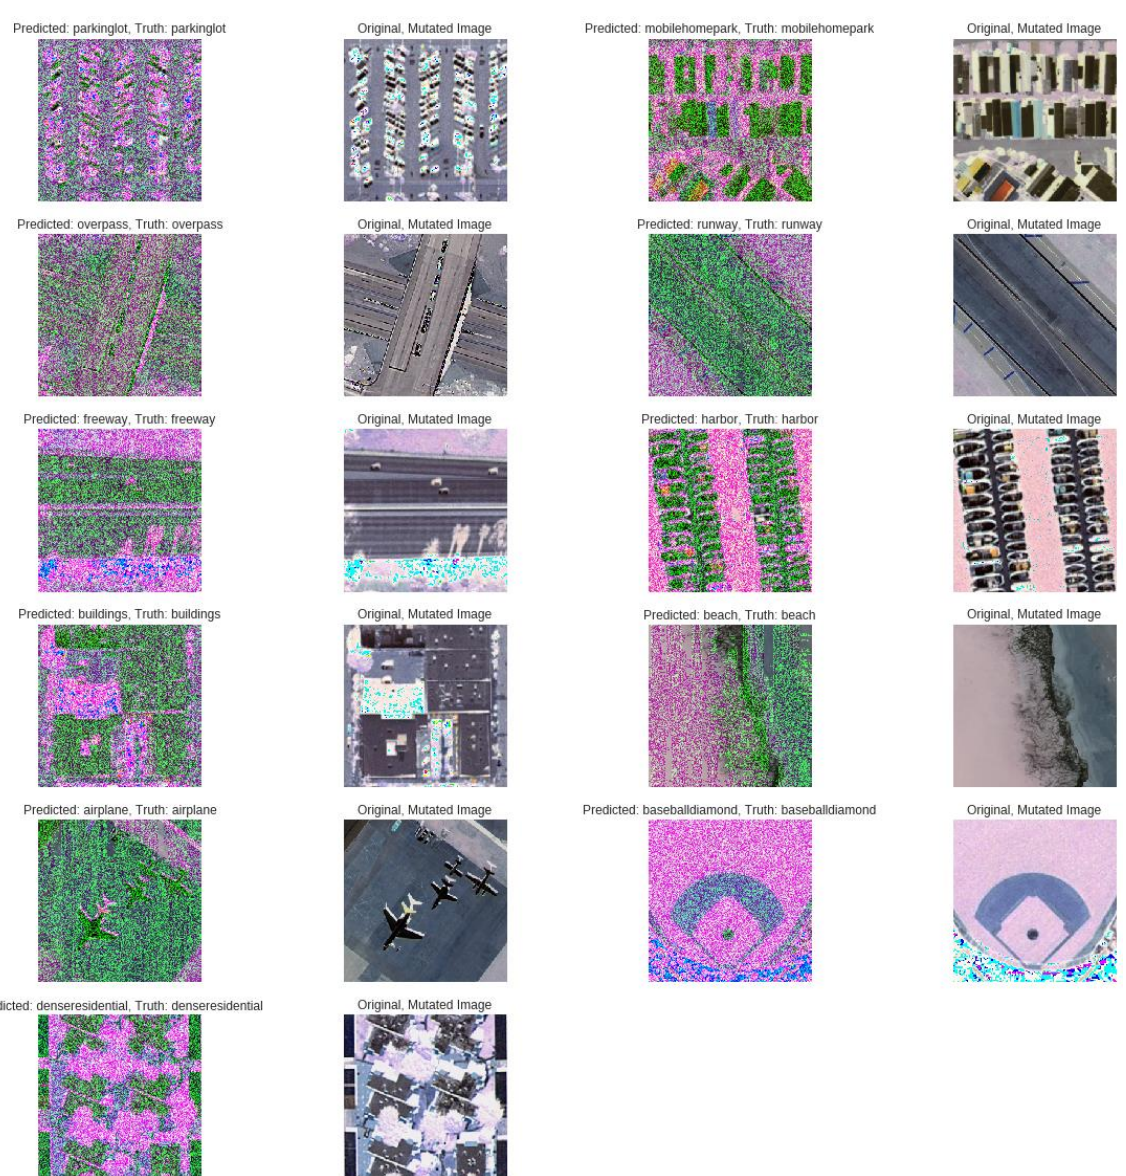 Predicted: parkinglot, Truth: parkinglot
Original, Mutated Image
Predicted: mobilehomepark, Truth: mobilehomepark
Original, Mutated Image
Predicted: overpass, Truth: overpass
Original, Mutated Image
Predicted: runway, Truth: runway
Original, Mutated Image
Predicted: freeway, Truth: freeway
Original, Mutated Image
Predicted: harbor, Truth: harbor
Original, Mutated Image
Predicted: buildings, Truth: buildings
Original, Mutated Image
Predicted: beach, Truth: beach
Original, Mutated Image
Predicted: airplane, Truth: airplane
Original, Mutated Image
Predicted: baseballdiamond, Truth: baseballdiamond
Original, Mutated Image
dicted: denseresidential, Truth: denseresidential
Original, Mutated Image